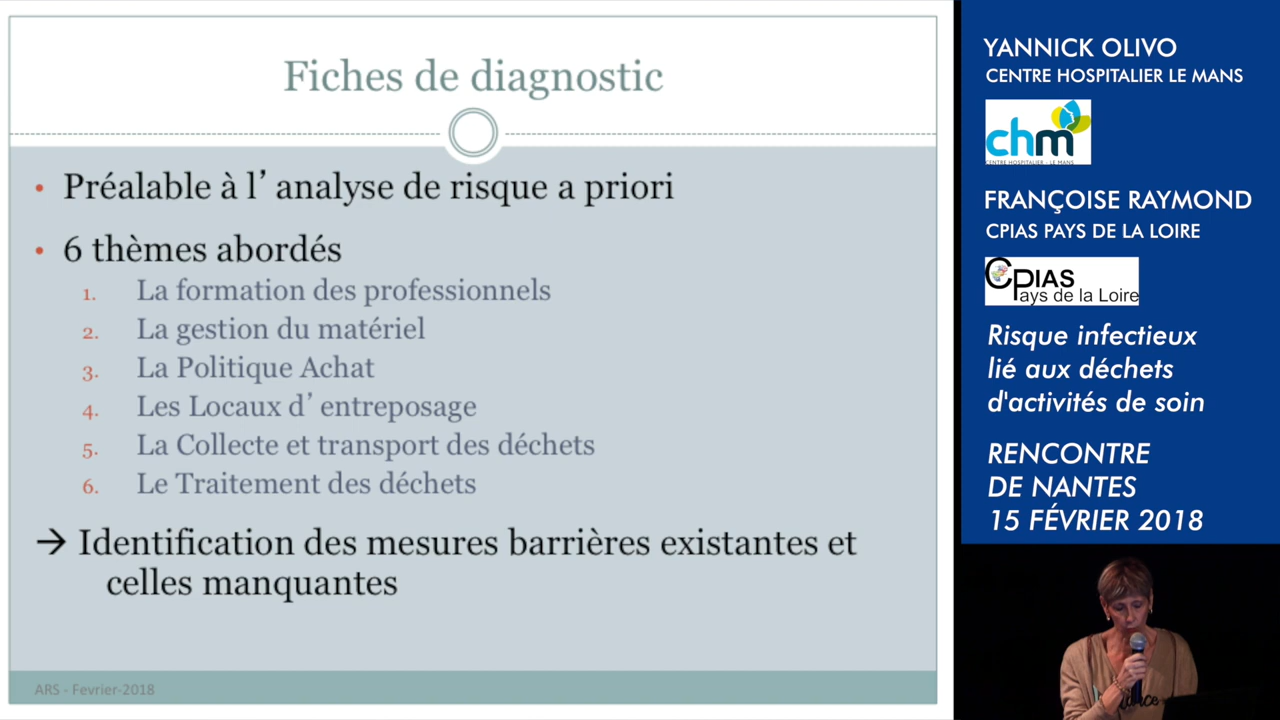 Fiches de diagnostic
• Préalable à l’ analyse de risque a priori
• 6 thèmes abordés
1. La formation des professionnels
2. La gestion du matériel
3. La Politique Achat
4. Les Locaux d’ entreposage
5. La Collecte et transport des déchets
6. Le Traitement des déchets
→ Identification des mesures barrières existantes et
celles manquantes
ARS - Fevrier-2018
YANNICK OLIVO
CENTRE HOSPITALIER LE MANS
chm
CENTRE HOSPITALIER - LE MANS
FRANÇOISE RAYMOND
CPIAS PAYS DE LA LOIRE
CPIAS
Pays de la Loire
Risque infectieux
lié aux déchets
d'activités de soin
RENCONTRE
DE NANTES
15 FÉVRIER 2018